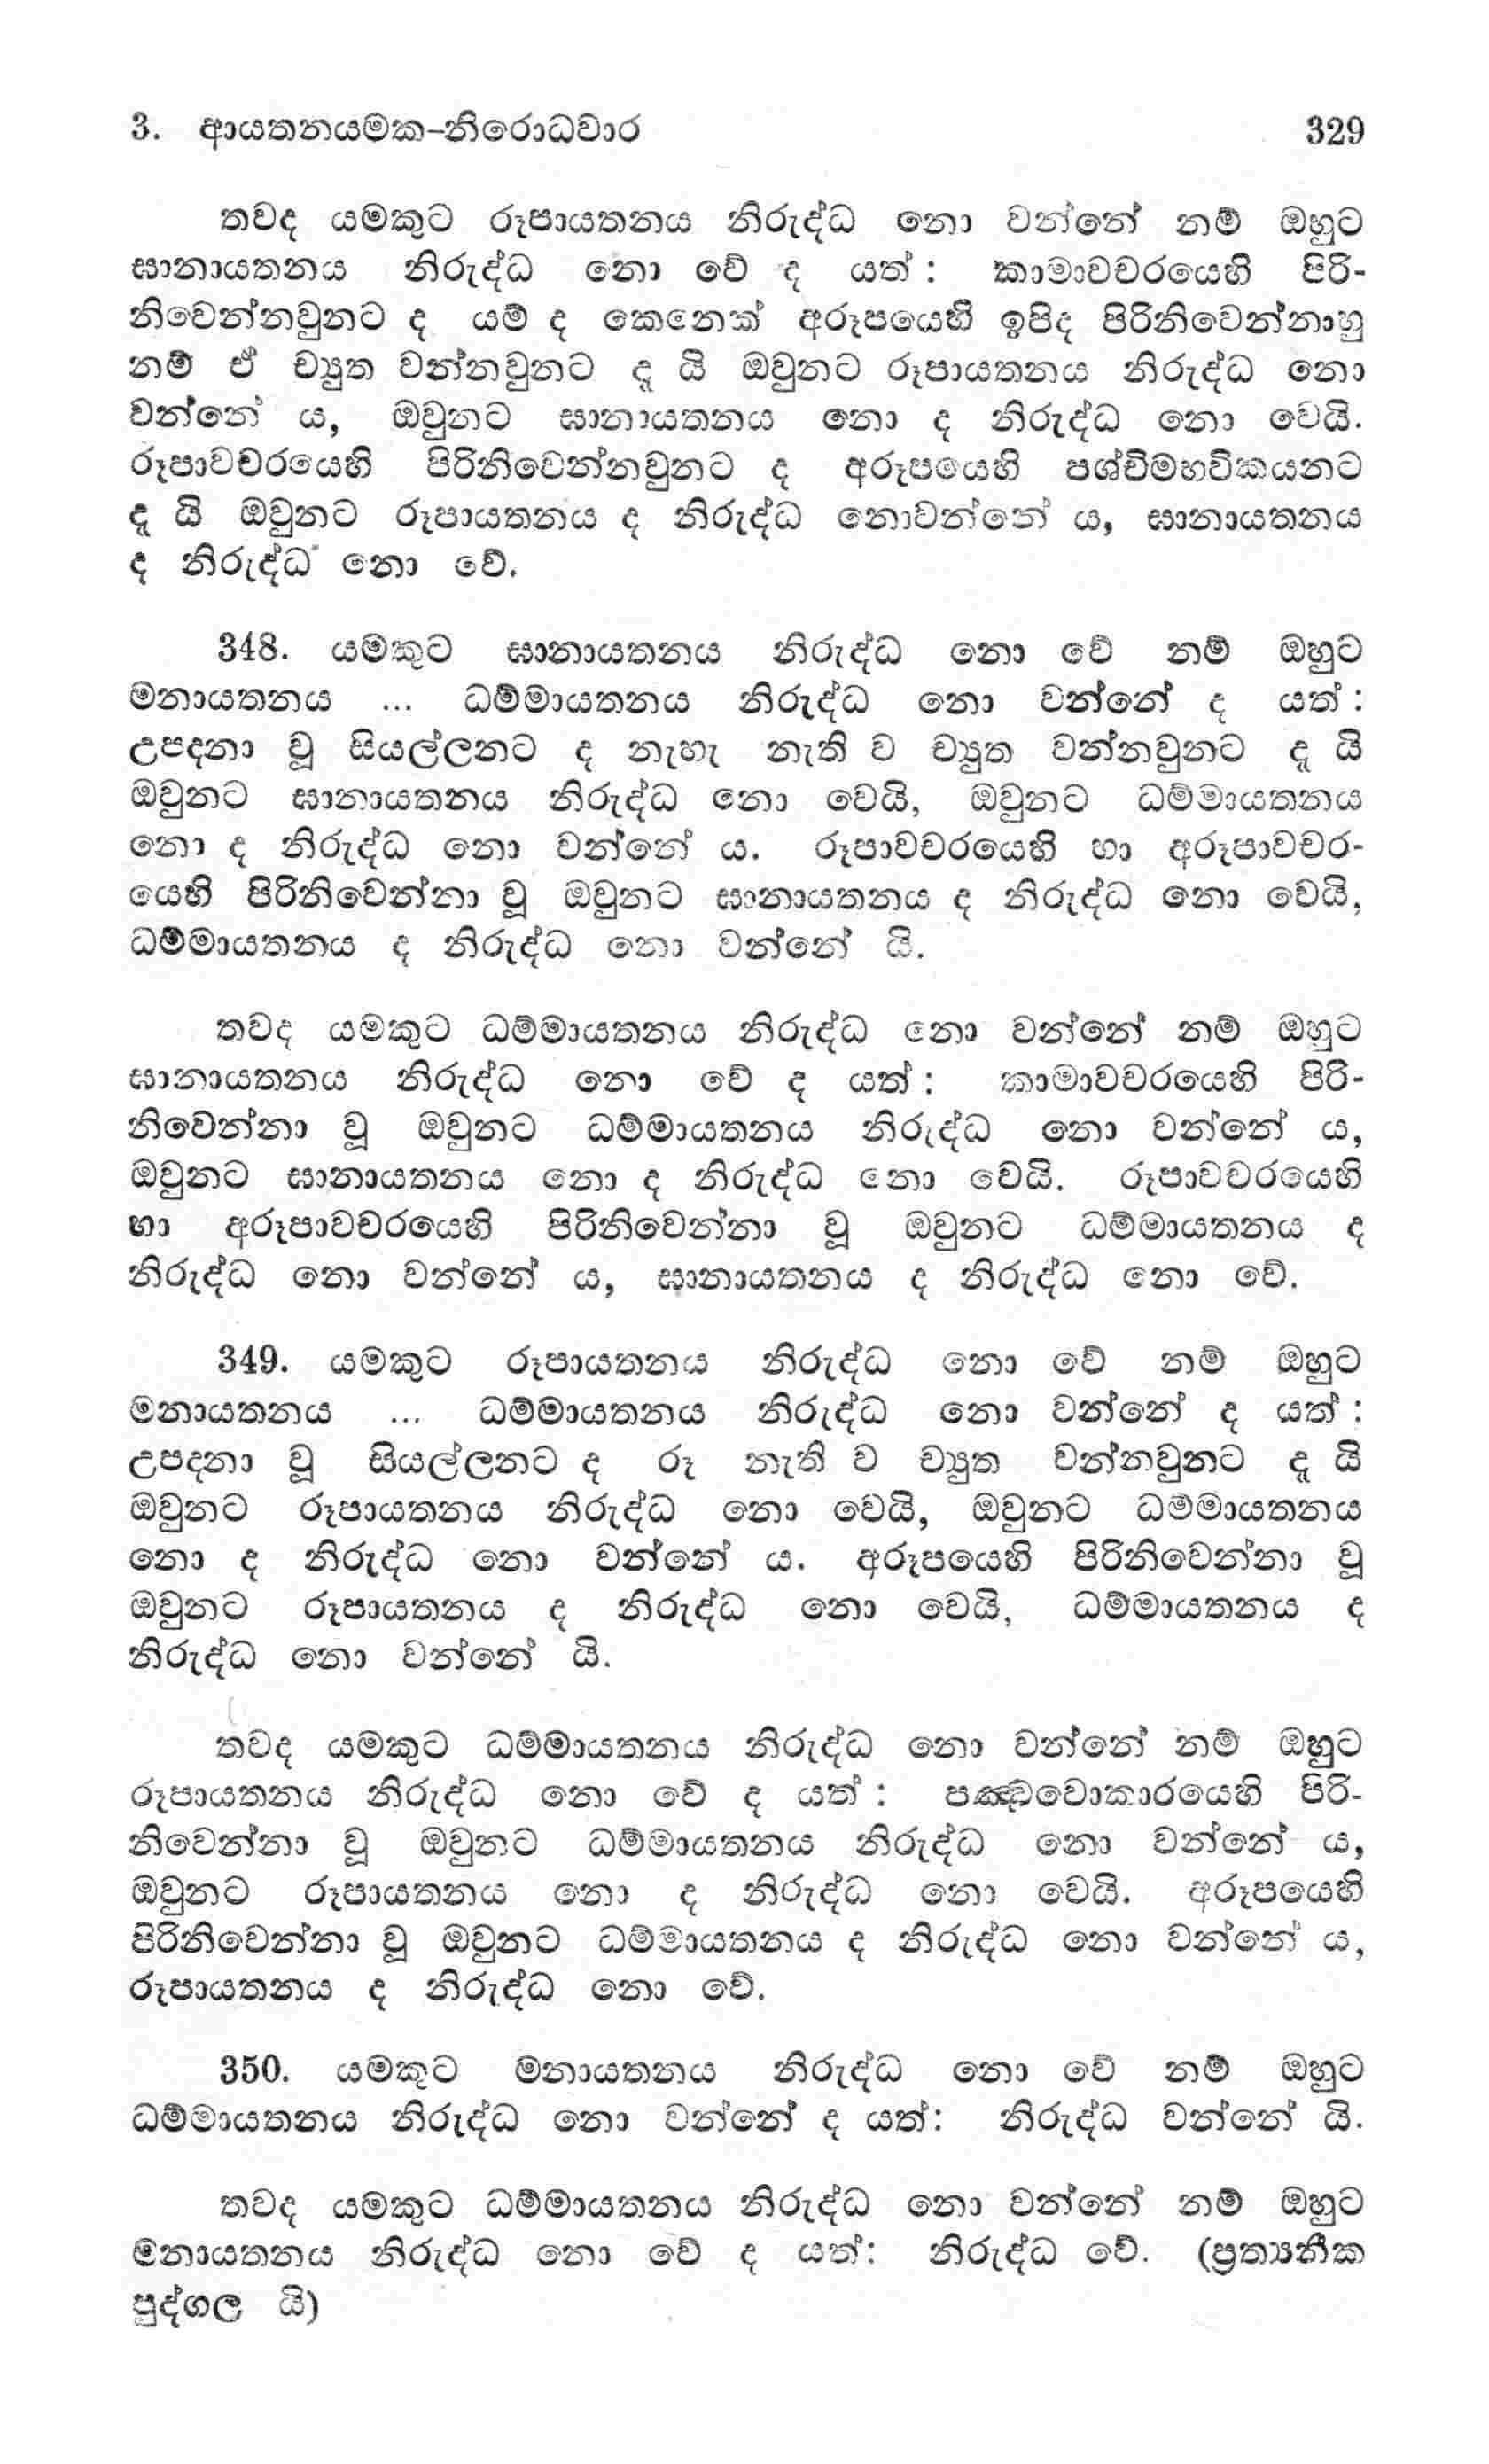 3. ආයතනයමක-නිරොධවාර 329
තවද යමකුට රූපායතනය නිරුද්ධ නො වන්නේ නම් ඔහුට
ඝානායතනය නිරුද්ධ නො වේ ද යත් : කාමාවචරයෙහි පිරි-
නිවෙන්නවුනට ද යම් ද කෙනෙක් අරූපයෙහි ඉපිද පිරිනිවෙන්නාහු
නම් ඒ ච්‍යුත වන්නවුනට දු යි ඔවුනට රූපායතනය නිරුද්ධ නො
වන්නේ ය, ඔවුනට ඝානායතනය නො ද නිරුද්ධ නො වෙයි.
රූපාවචරයෙහි පිරිනිවෙන්නවුනට ද අරූපයෙහි පශ්චිමභවිකයනට
දු යි ඔවුනට රූපායතනය ද නිරුද්ධ නොවන්නේ ය, ඝානායතනය
ද නිරුද්ධ නො වේ.
348. යමකුට ඝානායතනය නිරුද්ධ නො වේ නම් ඔහුට
මනායතනය ... ධම්මායතනය නිරුද්ධ නො වන්නේ ද යත් :
උපදනා වූ සියල්ලනට ද නැහැ නැති ව ච්‍යුත වන්නවුනට දු යි
ඔවුනට ඝානායතනය නිරුද්ධ නො වෙයි, ඔවුනට ධම්මායතනය
නො ද නිරුද්ධ නො වන්නේ ය. රූපාවචරයෙහි හා අරූපාවචර-
යෙහි පිරිනිවෙන්නා වූ ඔවුනට ඝානායතනය ද නිරුද්ධ නො වෙයි,
ධම්මායතනය ද නිරුද්ධ නො වන්නේ යි.
තවද යමකුට ධම්මායතනය නිරුද්ධ නො වන්නේ නම් ඔහුට
ඝානායතනය නිරුද්ධ නො වේ ද යත් : කාමාවචරයෙහි පිරි-
නිවෙන්නා වූ ඔවුනට ධම්මායතනය නිරුද්ධ නො වන්නේ ය,
ඔවුනට ඝානායතනය නො ද නිරුද්ධ නො වෙයි. රූපාවචරයෙහි
හා අරූපාවචරයෙහි පිරිනිවෙන්නා වූ ඔවුනට ධම්මායතනය ද
නිරුද්ධ නො වන්නේ ය, ඝානායතනය ද නිරුද්ධ නො වේ.
349. යමකුට රූපායතනය නිරුද්ධ නො වේ නම් ඔහුට
මනායතනය ... ධම්මායතනය නිරුද්ධ නො වන්නේ ද යත් :
උපදනා වූ සියල්ලනට ද රූ නැති ව ච්‍යුත වන්නවුනට දු යි
ඔවුනට රූපායතනය නිරුද්ධ නො වෙයි, ඔවුනට ධම්මායතනය
නො ද නිරුද්ධ නො වන්නේ ය. අරූපයෙහි පිරිනිවෙන්නා වූ
ඔවුනට රූපායතනය ද නිරුද්ධ නො වෙයි, ධම්මායතනය ද
නිරුද්ධ නො වන්නේ යි.
තවද යමකුට ධම්මායතනය නිරුද්ධ නො වන්නේ නම් ඔහුට
රූපායතනය නිරුද්ධ නො වේ ද යත් : පඤ්චවොකාරයෙහි පිරි-
නිවෙන්නා වූ ඔවුනට ධම්මායතනය නිරුද්ධ නො වන්නේ ය,
ඔවුනට රූපායතනය නො ද නිරුද්ධ නො වෙයි. අරූපයෙහි
පිරිනිවෙන්නා වූ ඔවුනට ධම්මායතනය ද නිරුද්ධ නො වන්නේ ය,
රූපායතනය ද නිරුද්ධ නො වේ.
350. යමකුට මනායතනය නිරුද්ධ නො වේ නම් ඔහුට
ධම්මායතනය නිරුද්ධ නො වන්නේ ද යත්: නිරුද්ධ වන්නේ යි.
තවද යමකුට ධම්මායතනය නිරුද්ධ නො වන්නේ නම් ඔහුට
මනායතනය නිරුද්ධ නො වේ ද යත්: නිරුද්ධ වේ. (ප්‍රත්‍යනීක
පුද්ගල යි)